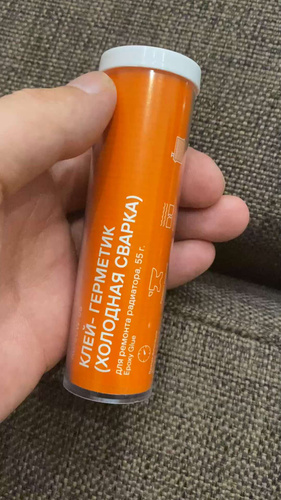 КЛЕЙ- ГЕРМЕТИК
(ХОЛОДНАЯ СВАРКА)
для ремонта радиатора, 55 г.
Epoxy Glue